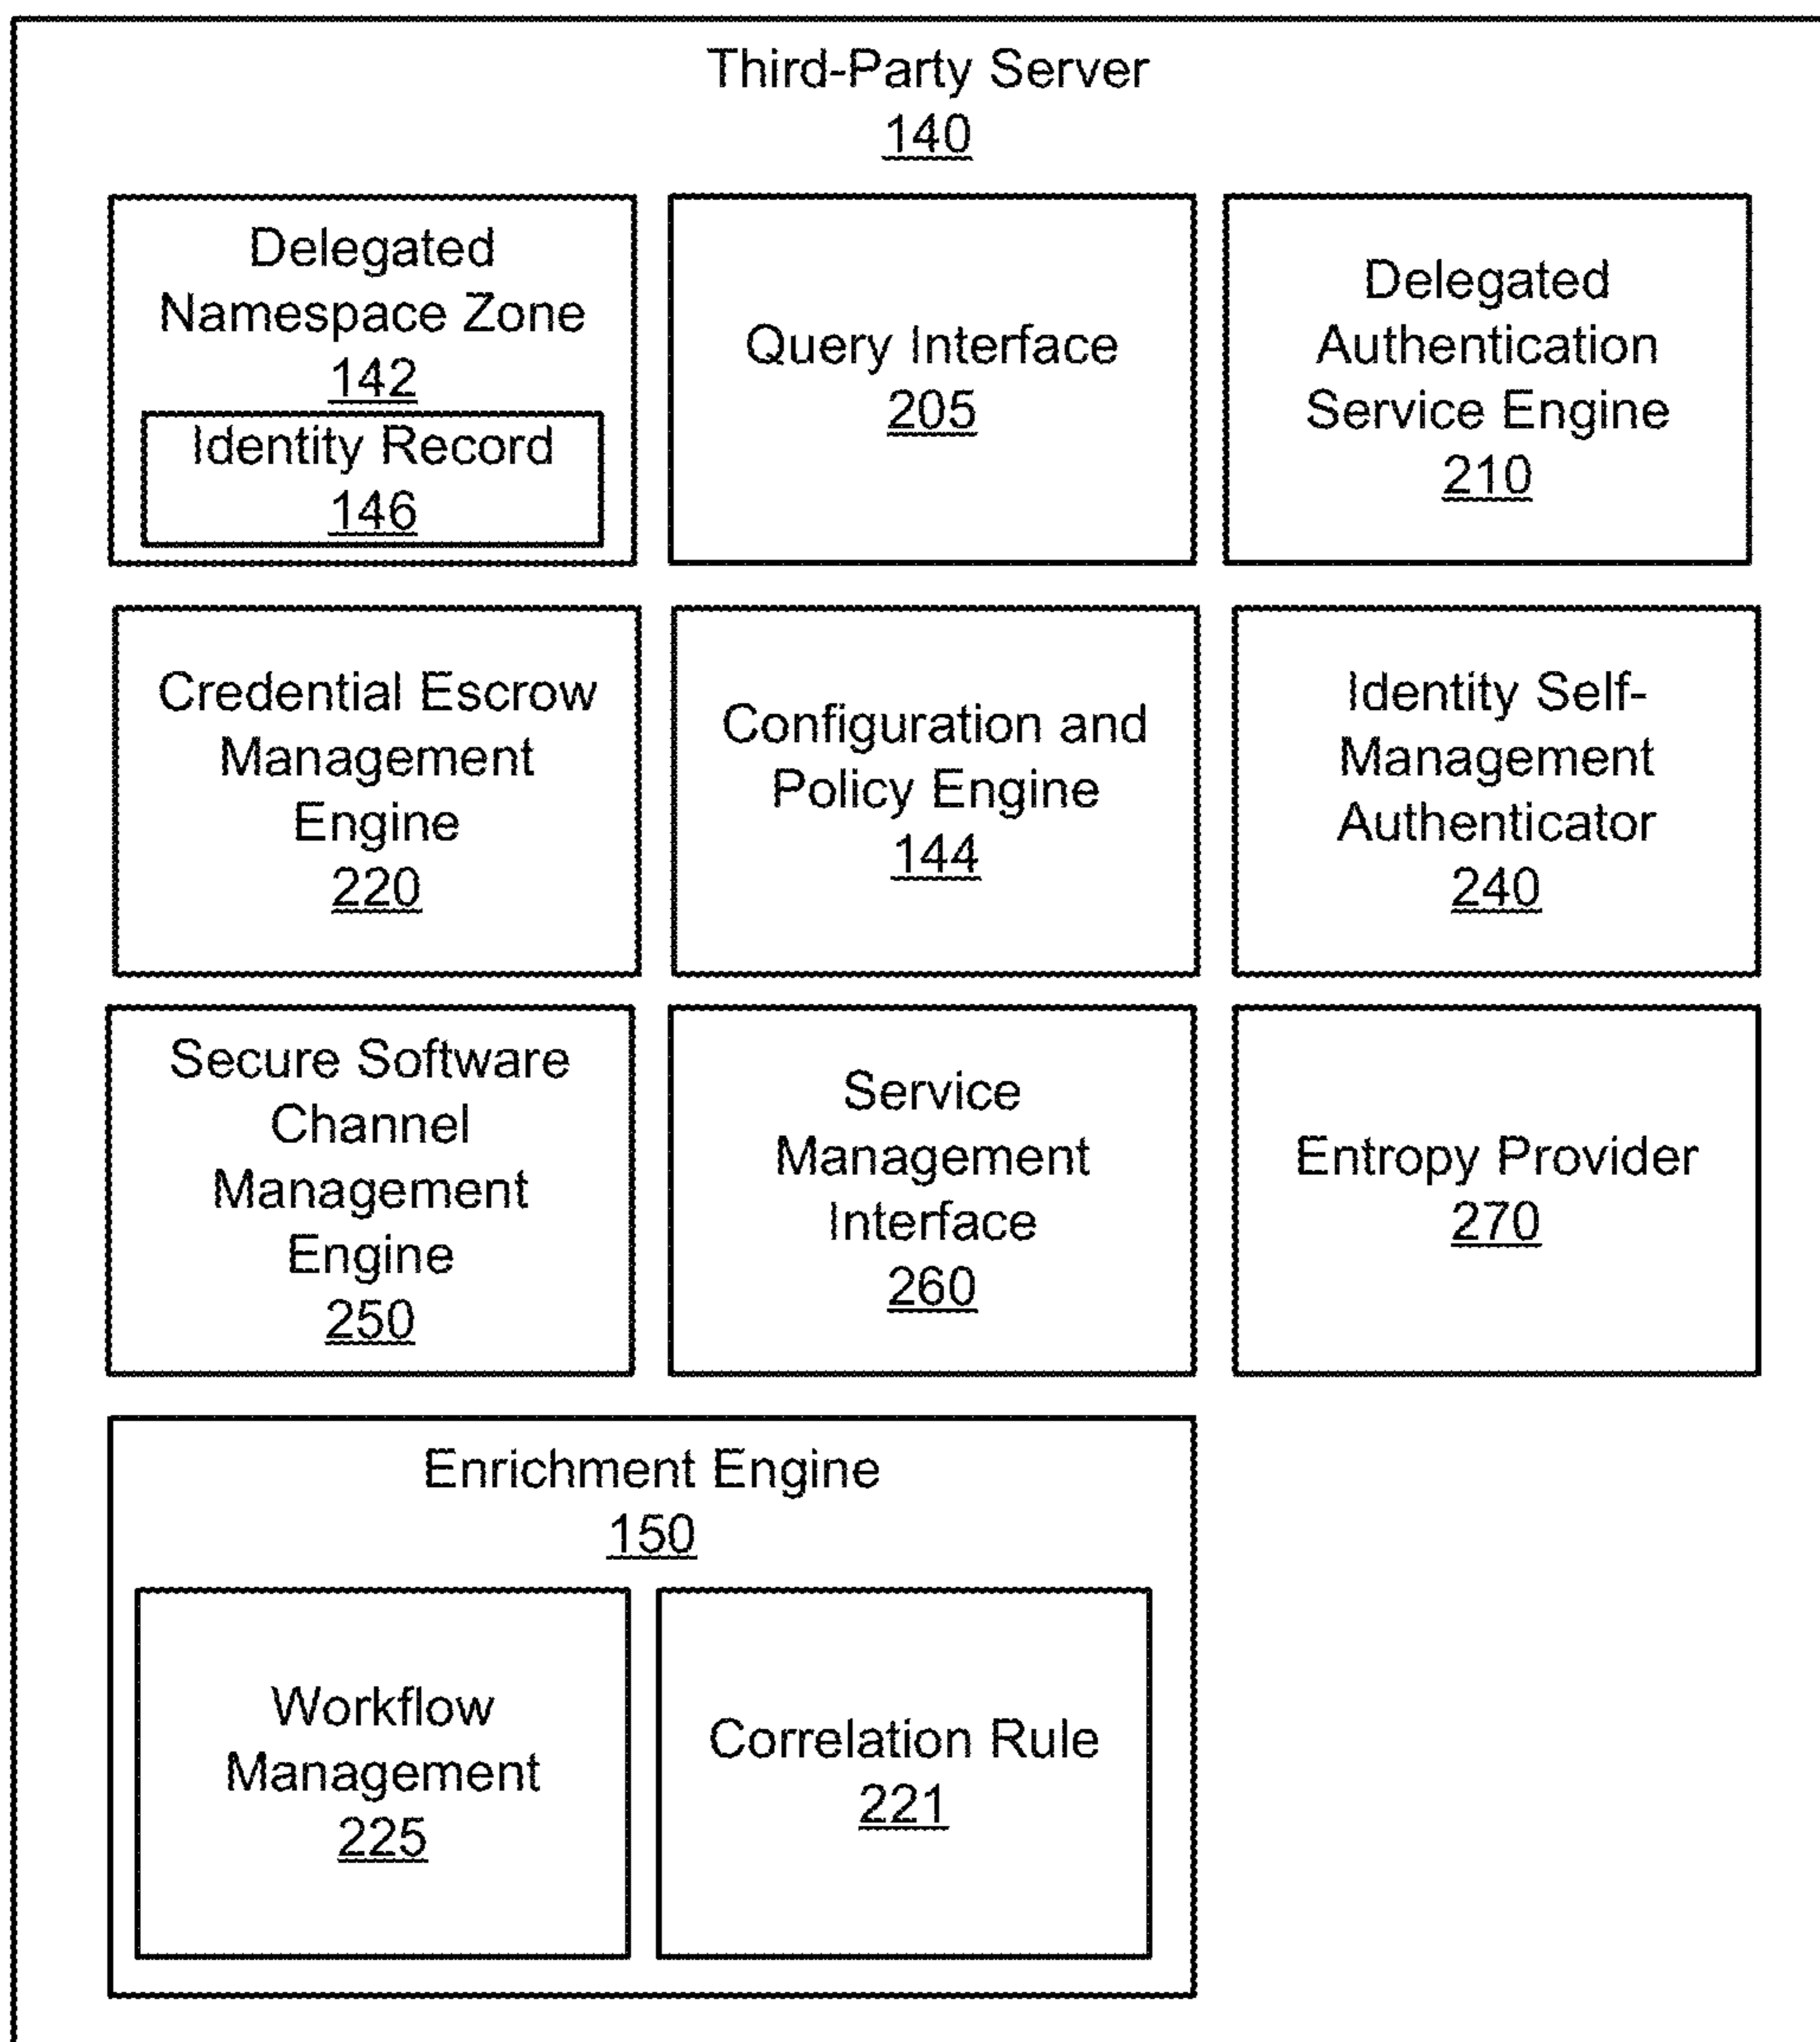 Third-Party Server
140
Delegated
Namespace Zone
142
Identity Record
146
Query Interface
205
Delegated
Authentication
Service Engine
210
Credential Escrow
Management
Engine
220
Configuration and
Policy Engine
144
Identity Self-
Management
Authenticator
240
Secure Software
Channel
Management
Engine
250
Service
Management
Interface
260
Entropy Provider
270
Enrichment Engine
150
Workflow
Management
225
Correlation Rule
221